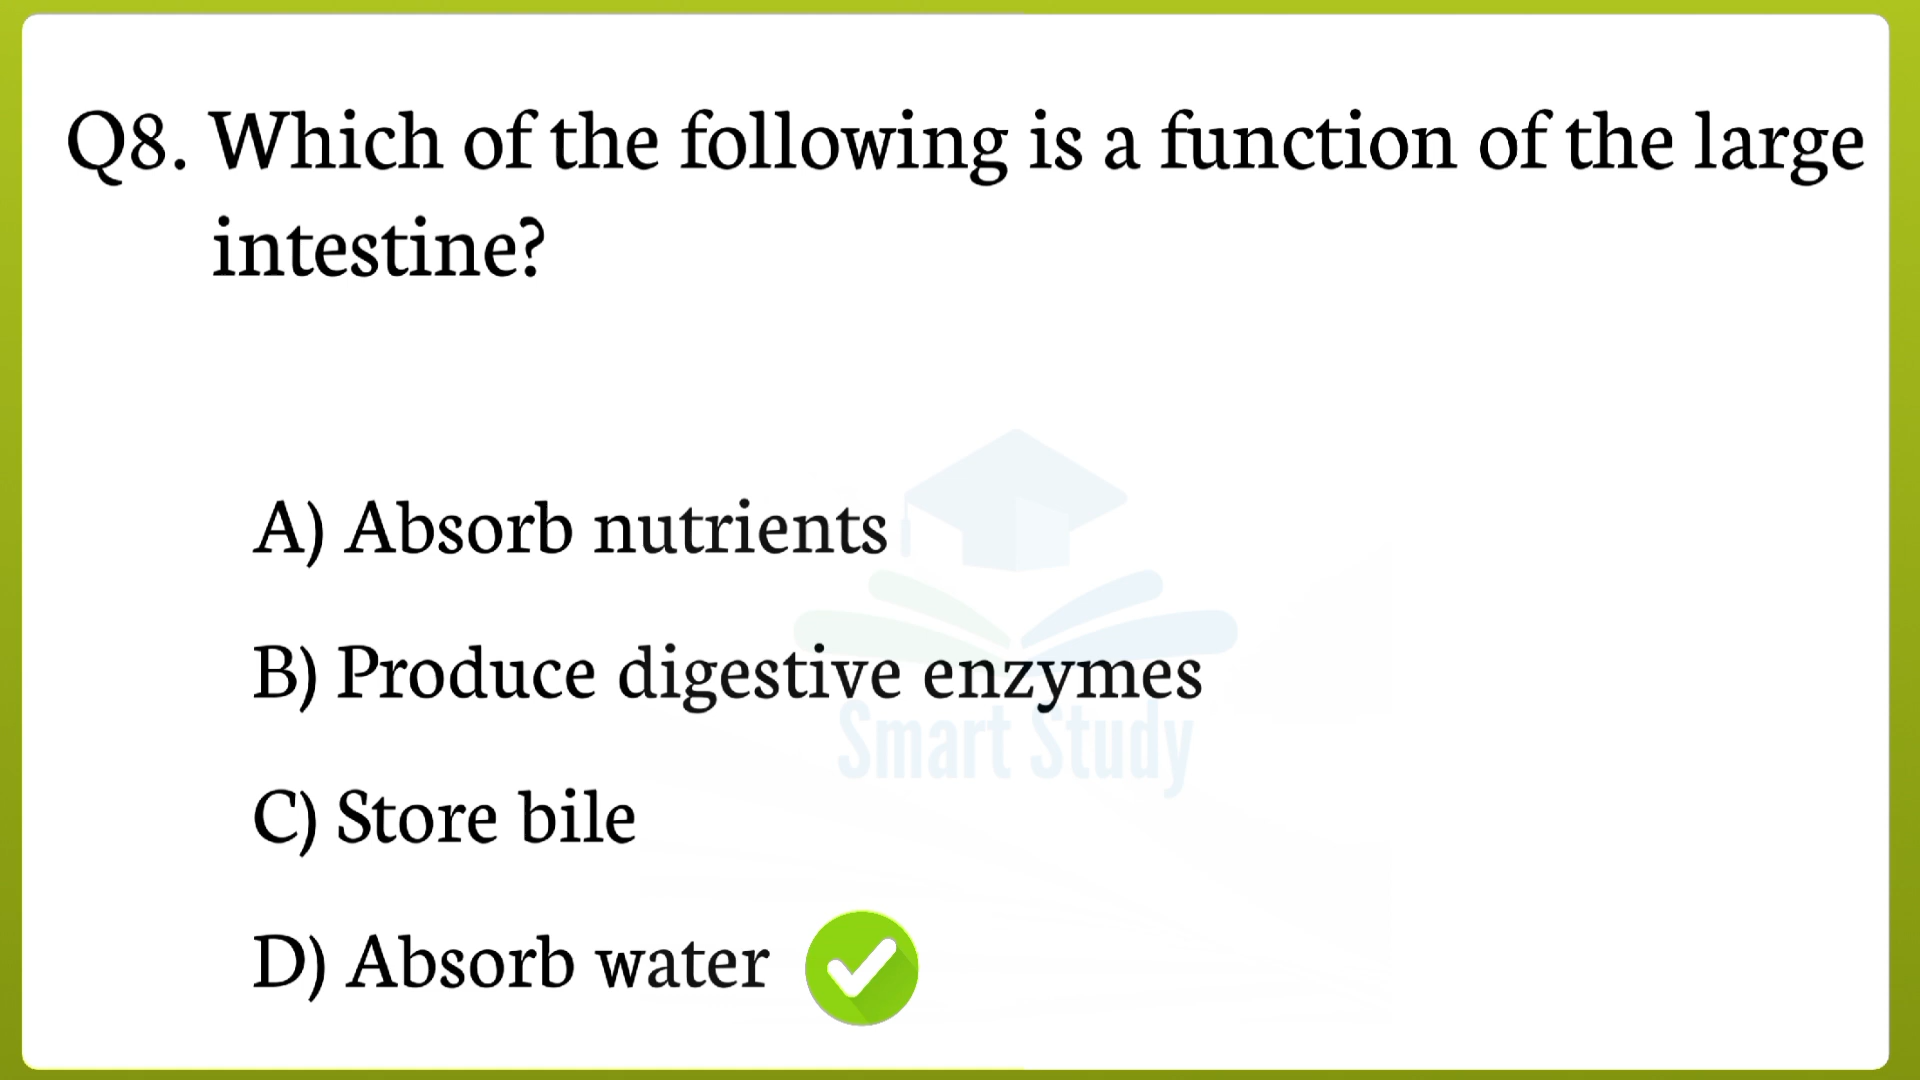 Q8. Which of the following is a function of the large
intestine?
A) Absorb nutrients
B) Produce digestive enzymes
Smart Study
C) Store bile
D) Absorb water